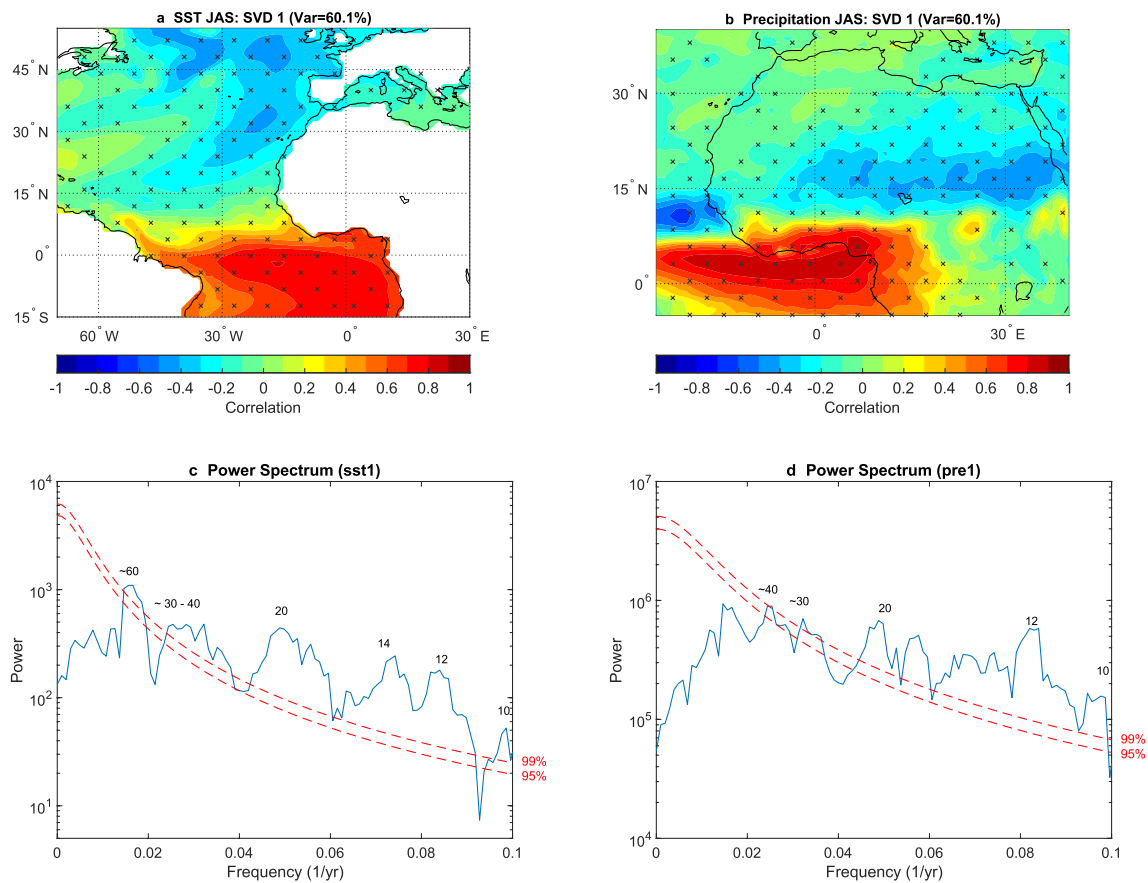 a SST JAS: SVD 1 (Var=60.1%)
45° N
30° N
15° N
0°
15° S
60° W
30° W
0°
30° E
-1 -0.8 -0.6 -0.4 -0.2 0 0.2 0.4 0.6 0.8 1
Correlation
b Precipitation JAS: SVD 1 (Var=60.1%)
30° N
15° N
0°
0°
30° E
-1 -0.8 -0.6 -0.4 -0.2 0 0.2 0.4 0.6 0.8 1
Correlation
c Power Spectrum (sst1)
10^4
10^3
10^2
10^1
Power
~60
~ 30 - 40
20
14
12
10
99%
95%
0 0.02 0.04 0.06 0.08 0.1
Frequency (1/yr)
d Power Spectrum (pre1)
10^7
10^6
10^5
10^4
Power
~40
~30
20
12
10
99%
95%
0 0.02 0.04 0.06 0.08 0.1
Frequency (1/yr)